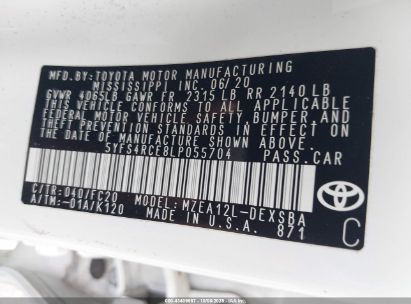 MFD.BY: TOYOTA MOTOR MANUFACTURING
MISSISSIPPI INC. 06/20
GVWR 4065LB GAWR FR 2315LB RR 2140LB
THIS VEHICLE CONFORMS TO ALL APPLICABLE
FEDERAL MOTOR VEHICLE SAFETY, BUMPER, AND
THEFT PREVENTION STANDARDS IN EFFECT ON
THE DATE OF MANUFACTURE SHOWN ABOVE.
5YFS4RCE8LP055704 PASS.CAR
C/TR: 040/FC20 MODEL: MZEA12L-DEXSBA
A/TM: -01A/K120 MADE IN U.S.A. 871
TOYOTA
C